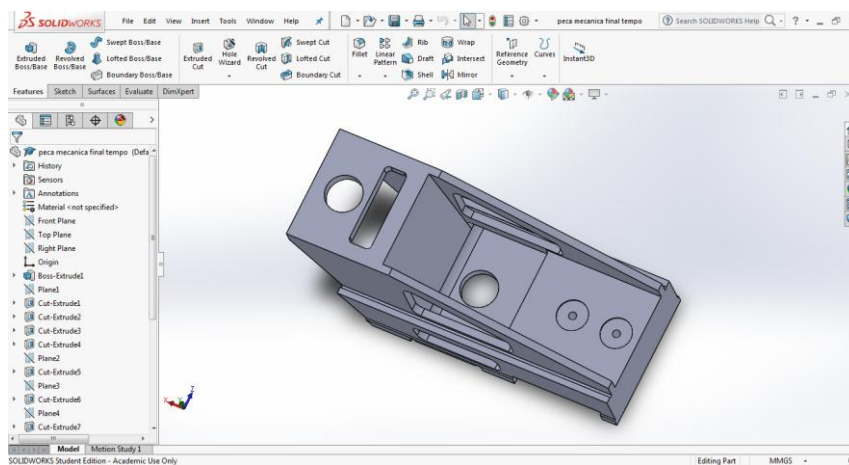 SOLIDWORKS File Edit View Insert Tools Window Help peca mecanica final tempo Search SOLIDWORKS Help
Extruded Boss/Base
Revolved Boss/Base
Swept Boss/Base
Lofted Boss/Base
Boundary Boss/Base
Extruded Cut
Hole Wizard
Revolved Cut
Swept Cut
Lofted Cut
Boundary Cut
Fillet
Linear Pattern
Rib
Draft
Shell
Wrap
Intersect
Mirror
Reference Geometry
Curves
Instant3D
Features Sketch Surfaces Evaluate DimXpert
peca mecanica final tempo (Defa
History
Sensors
Annotations
Material <not specified>
Front Plane
Top Plane
Right Plane
Origin
Boss-Extrude1
Plane1
Cut-Extrude1
Cut-Extrude2
Cut-Extrude3
Cut-Extrude4
Plane2
Cut-Extrude5
Plane3
Cut-Extrude6
Plane4
Cut-Extrude7
Z
Model Motion Study 1
SOLIDWORKS Student Edition - Academic Use Only Editing Part MMGS